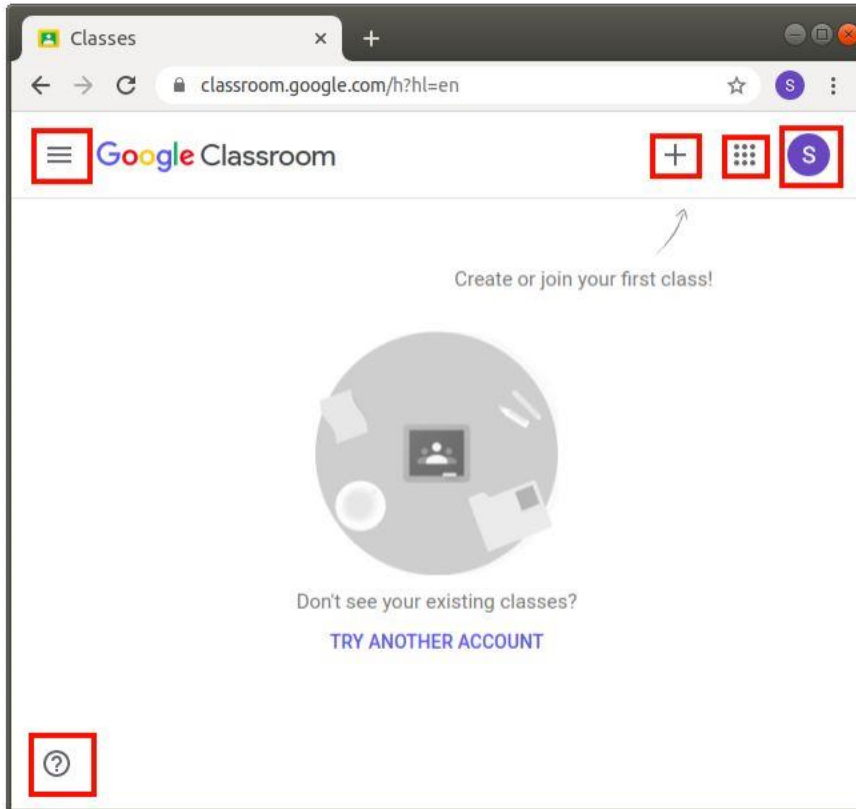 Classes
classroom.google.com/h?hl=en
S
Google Classroom
S
Create or join your first class!
Don't see your existing classes?
TRY ANOTHER ACCOUNT